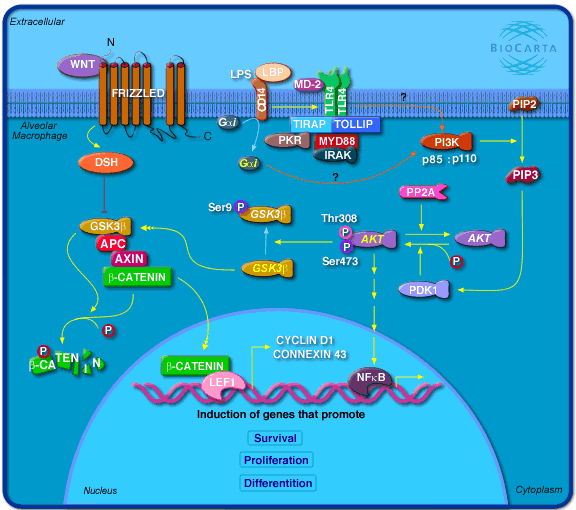 Extracellular
BIOCARTA
N
WNT
FRIZZLED
C
LPS
LBP
CD14
MD-2
TLR4
TLR4
?
PIP2
Alveolar
Macrophage
Gαi
TIRAP
TOLLIP
PKR
MYD88
IRAK
PI3K
p85 : p110
DSH
Gαi
?
PIP3
PP2A
Ser9
P
GSK3β
GSK3β
Thr308
P
AKT
P
Ser473
AKT
APC
AXIN
β-CATENIN
GSK3β
P
PDK1
P
P
β-CATENIN
CYCLIN D1
CONNEXIN 43
β-CATENIN
LEF1
NFκB
Induction of genes that promote
Survival
Proliferation
Differentition
Nucleus
Cytoplasm